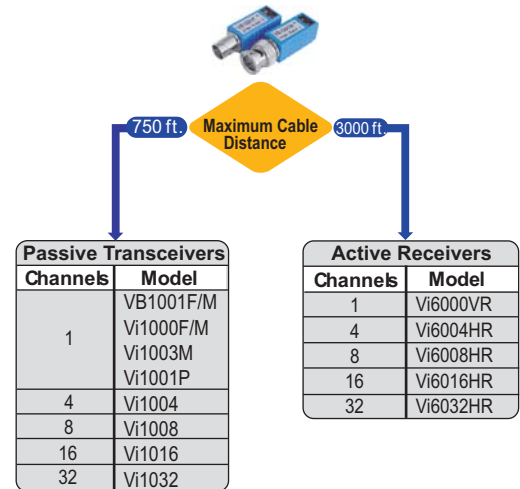 750 ft.
Maximum Cable
Distance
3000 ft.
Passive Transceivers
Channels Model
1
VB1001F/M
Vi1000F/M
Vi1003M
Vi1001P
4 Vi1004
8 Vi1008
16 Vi1016
32 Vi1032
Active Receivers
Channels Model
1 Vi6000VR
4 Vi6004HR
8 Vi6008HR
16 Vi6016HR
32 Vi6032HR